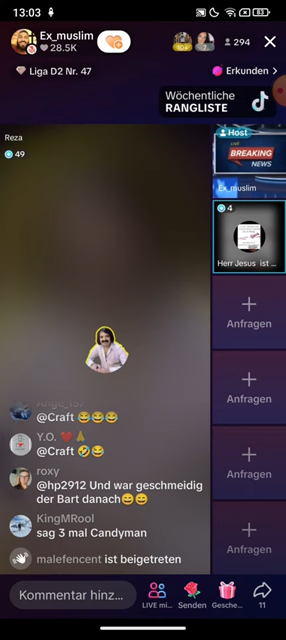 13:03
83
Ex_muslim
28.5K
294
Liga D2 Nr. 47
Erkunden
Wöchentliche
RANGLISTE
Reza
49
Host
LIVE
BREAKING
NEWS
Ex_muslim
4
Herr Jesus ist ...
Anfragen
Anfragen
Anfragen
Anfragen
@Craft 😂😂😂
Y.O. ❤️🙏
@Craft 🤣😂
roxy
@hp2912 Und war geschmeidig
der Bart danach😄😄
KingMRool
sag 3 mal Candyman
malefencent ist beigetreten
Kommentar hinz...
LIVE mi...
Senden
Gesche...
11